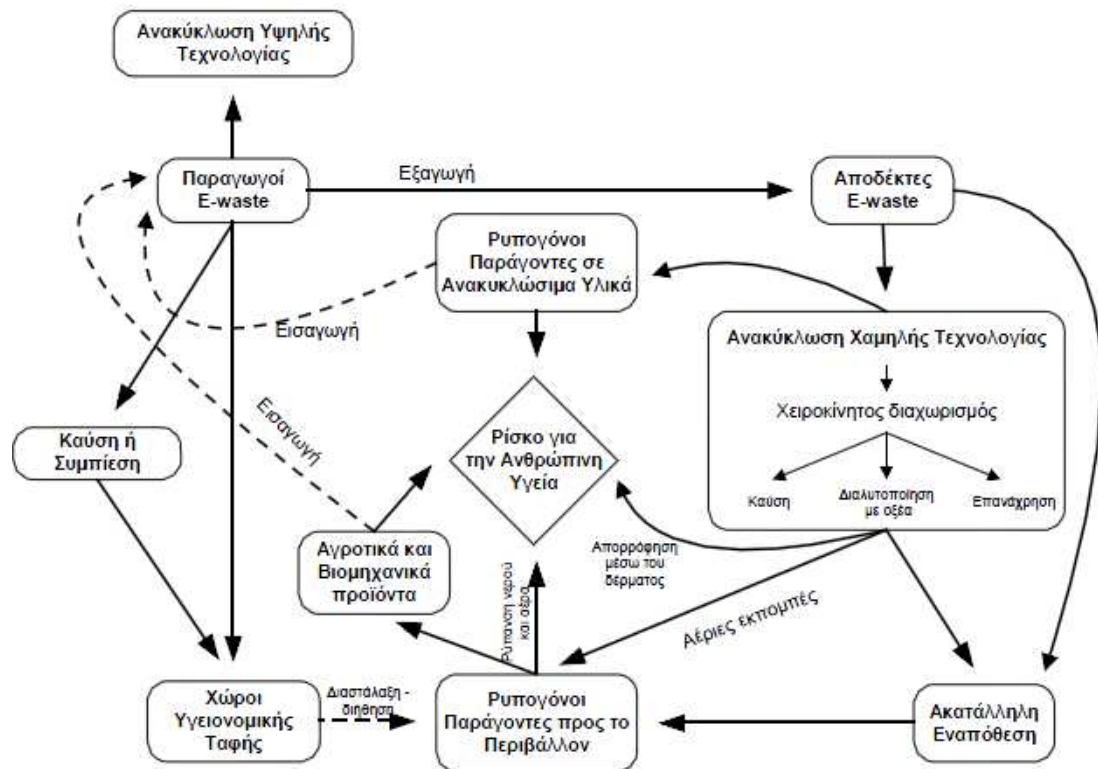 Ανακύκλωση Υψηλής
Τεχνολογίας
Παραγωγοί
E-waste
Εξαγωγή
Αποδέκτες
E-waste
Ρυπογόνοι
Παράγοντες σε
Ανακυκλώσιμα Υλικά
Εισαγωγή
Ανακύκλωση Χαμηλής Τεχνολογίας
Χειροκίνητος διαχωρισμός
Καύση
Διαλυτοποίηση
με οξέα
Επανάχρηση
Καύση ή
Συμπίεση
Εισαγωγή
Ρίσκο για
την Ανθρώπινη
Υγεία
Αγροτικά και
Βιομηχανικά
προϊόντα
Απορρόφηση
μέσω του
δέρματος
Ρύπανση νερού
και αέρα
Αέριες εκπομπές
Χώροι
Υγειονομικής
Ταφής
Διαστάλαξη -
διήθηση
Ρυπογόνοι
Παράγοντες προς το
Περιβάλλον
Ακατάλληλη
Εναπόθεση